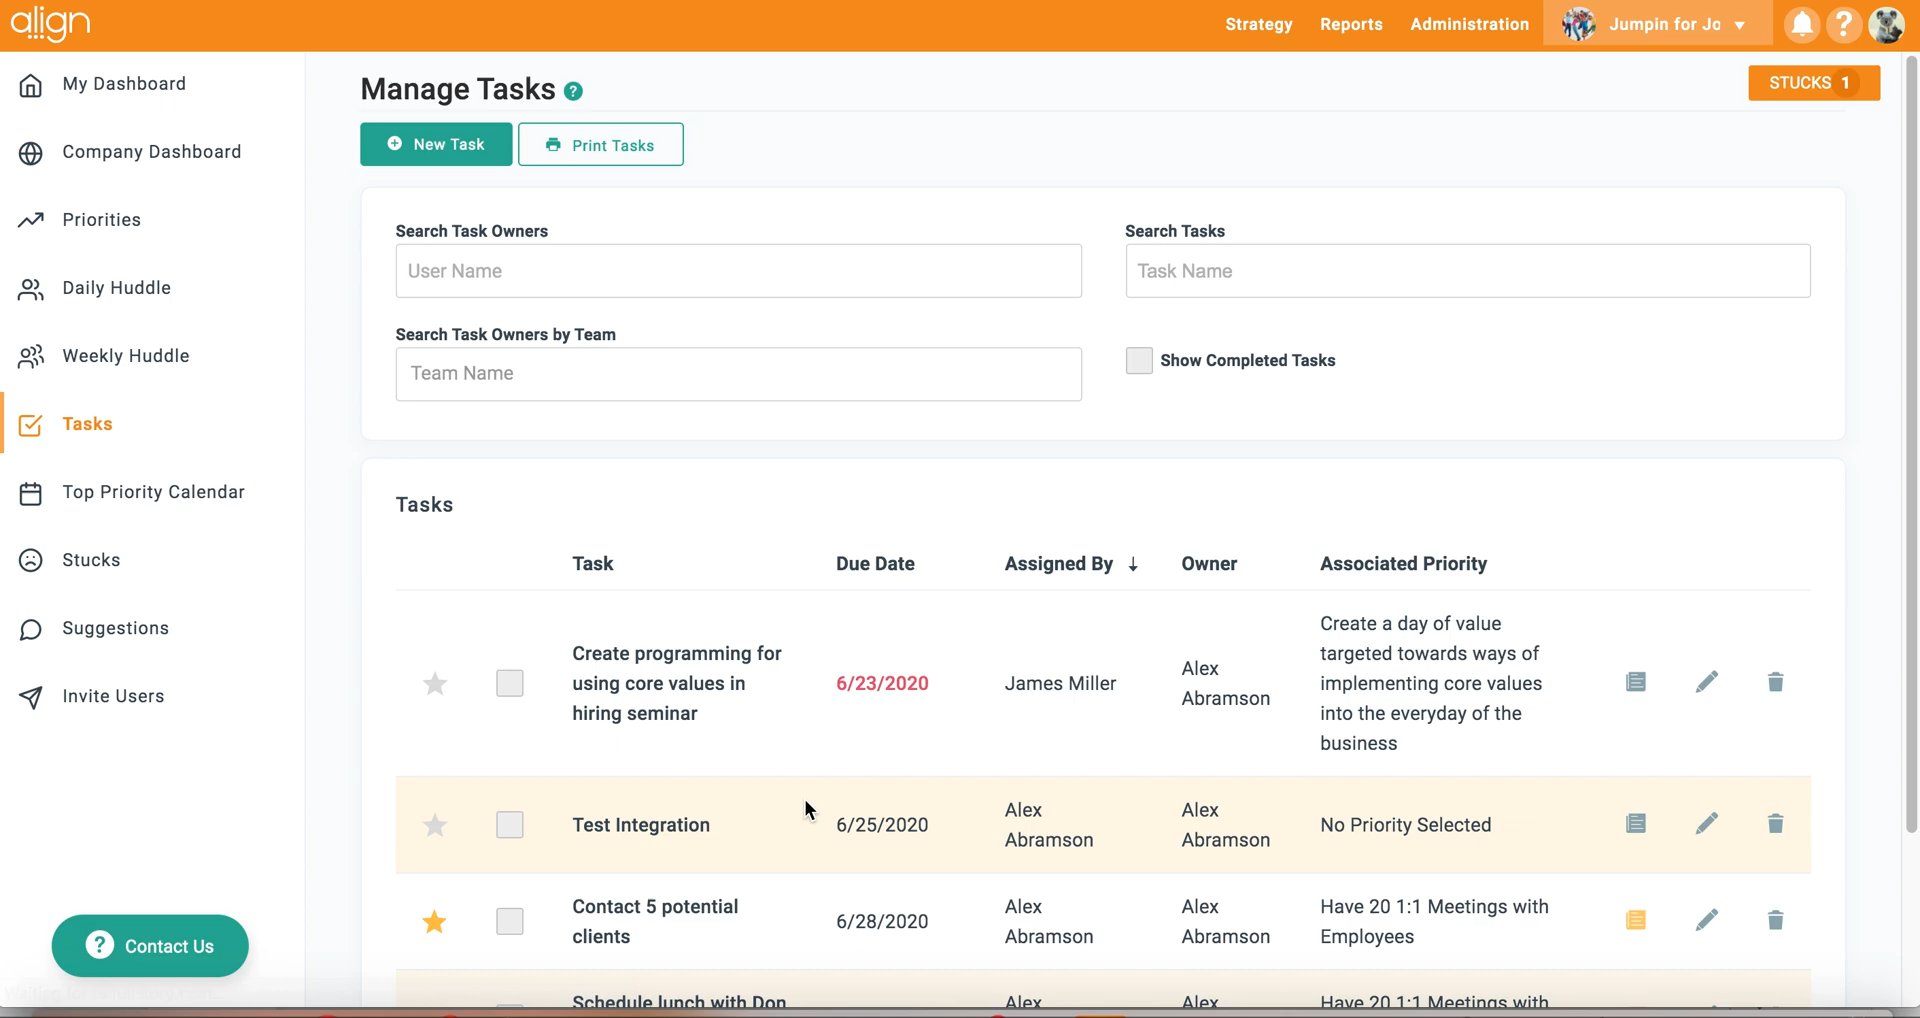 align
Strategy Reports Administration Jumpin for Jo
My Dashboard
Company Dashboard
Priorities
Daily Huddle
Weekly Huddle
Tasks
Top Priority Calendar
Stucks
Suggestions
Invite Users
? Contact Us
Manage Tasks ?
STUCKS 1
New Task
Print Tasks
Search Task Owners
User Name
Search Tasks
Task Name
Search Task Owners by Team
Team Name
Show Completed Tasks
Tasks
Task Due Date Assigned By ↓ Owner Associated Priority
Create programming for
using core values in
hiring seminar
6/23/2020
James Miller
Alex
Abramson
Create a day of value
targeted towards ways of
implementing core values
into the everyday of the
business
Test Integration
6/25/2020
Alex
Abramson
Alex
Abramson
No Priority Selected
Contact 5 potential
clients
6/28/2020
Alex
Abramson
Alex
Abramson
Have 20 1:1 Meetings with
Employees
Schedule lunch with Don
Alex
Alex
Have 20 1:1 Meetings with